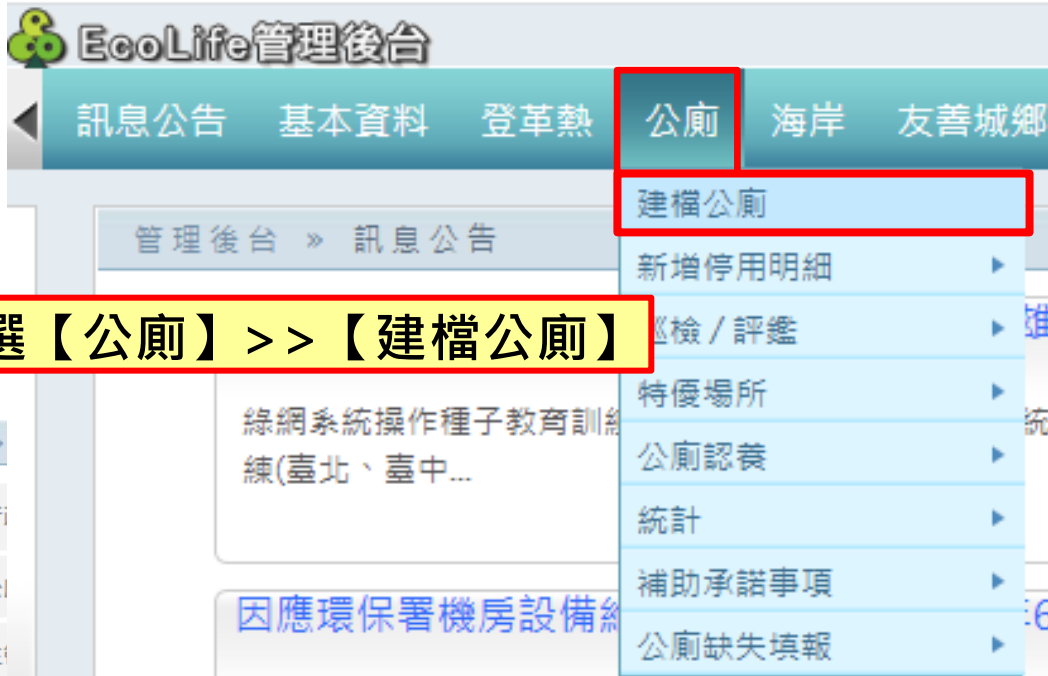 EcoLife管理後台
訊息公告 基本資料 登革熱 公廁 海岸 友善城鄉
建檔公廁
管理後台 » 訊息公告
新增停用明細
選【公廁】>>【建檔公廁】
巡檢／評鑑
特優場所
綠網系統操作種子教育訓練
公廁認養
練(臺北、臺中...
統計
補助承諾事項
因應環保署機房設備維
公廁缺失填報